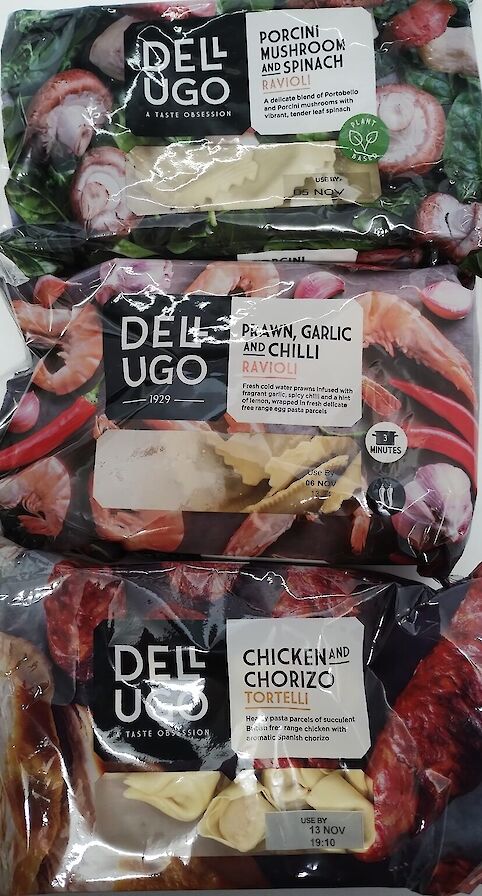 DELL
UGO
A TASTE OBSESSION
PORCINI
MUSHROOM
AND SPINACH
RAVIOLI
A delicate blend of Portobello
and Porcini mushrooms with
vibrant, tender leaf spinach
PLANT
BASED
USE BY
05 NOV
PORCINI
DELL
UGO
1929
PRAWN, GARLIC
AND CHILLI
RAVIOLI
Fresh cold water prawns infused with
fragrant garlic, spicy chilli and a hint
of lemon, wrapped in fresh delicate
free range egg pasta parcels
3
MINUTES
Use By
06 NOV
DELL
UGO
A TASTE OBSESSION
CHICKEN AND
CHORIZO
TORTELLI
Hearty pasta parcels of succulent
British free range chicken with
aromatic Spanish chorizo
USE BY
13 NOV
19:10